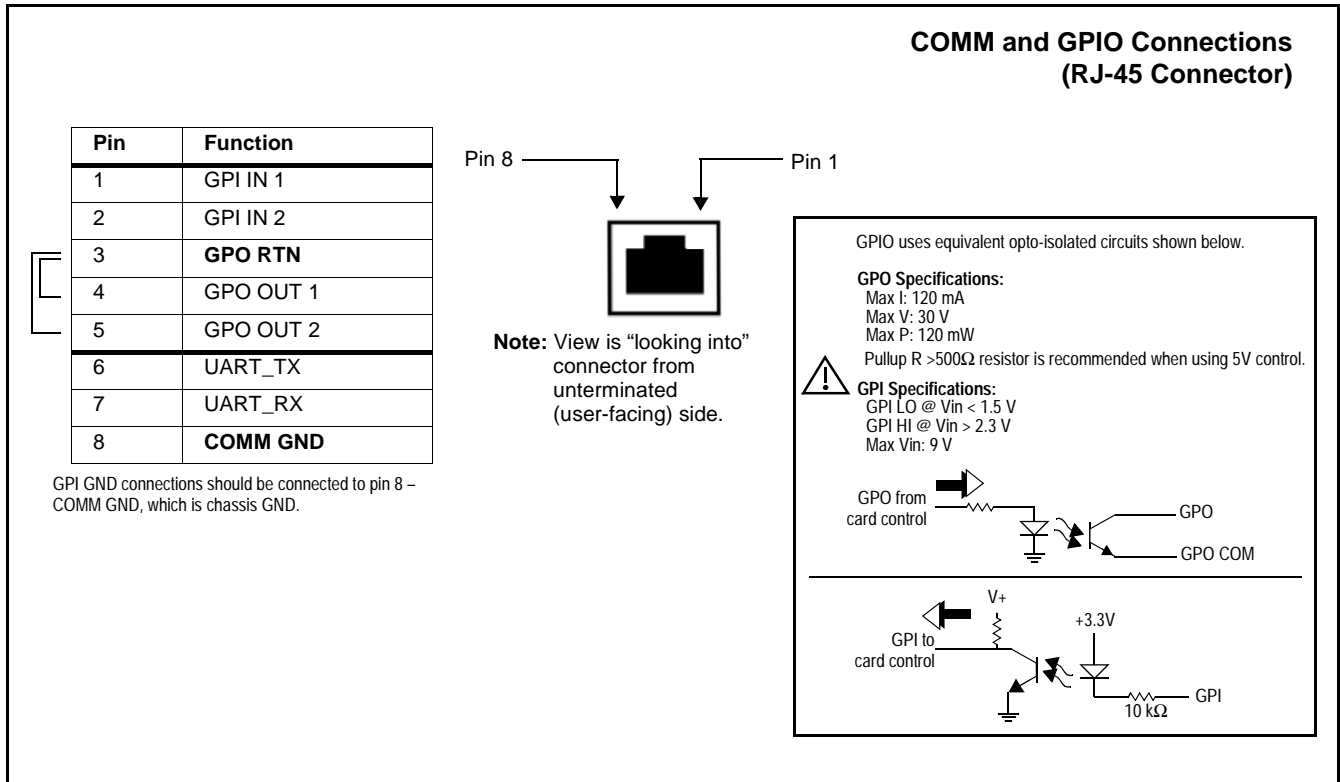 COMM and GPIO Connections
(RJ-45 Connector)
Pin Function
1 GPI IN 1
2 GPI IN 2
3 GPO RTN
4 GPO OUT 1
5 GPO OUT 2
6 UART_TX
7 UART_RX
8 COMM GND
GPI GND connections should be connected to pin 8 –
COMM GND, which is chassis GND.
Pin 8
Pin 1
Note: View is “looking into”
connector from
unterminated
(user-facing) side.
GPIO uses equivalent opto-isolated circuits shown below.
GPO Specifications:
Max I: 120 mA
Max V: 30 V
Max P: 120 mW
Pullup R >500Ω resistor is recommended when using 5V control.
!
GPI Specifications:
GPI LO @ Vin < 1.5 V
GPI HI @ Vin > 2.3 V
Max Vin: 9 V
GPO from
card control
GPO
GPO COM
V+
+3.3V
GPI to
card control
GPI
10 kΩ